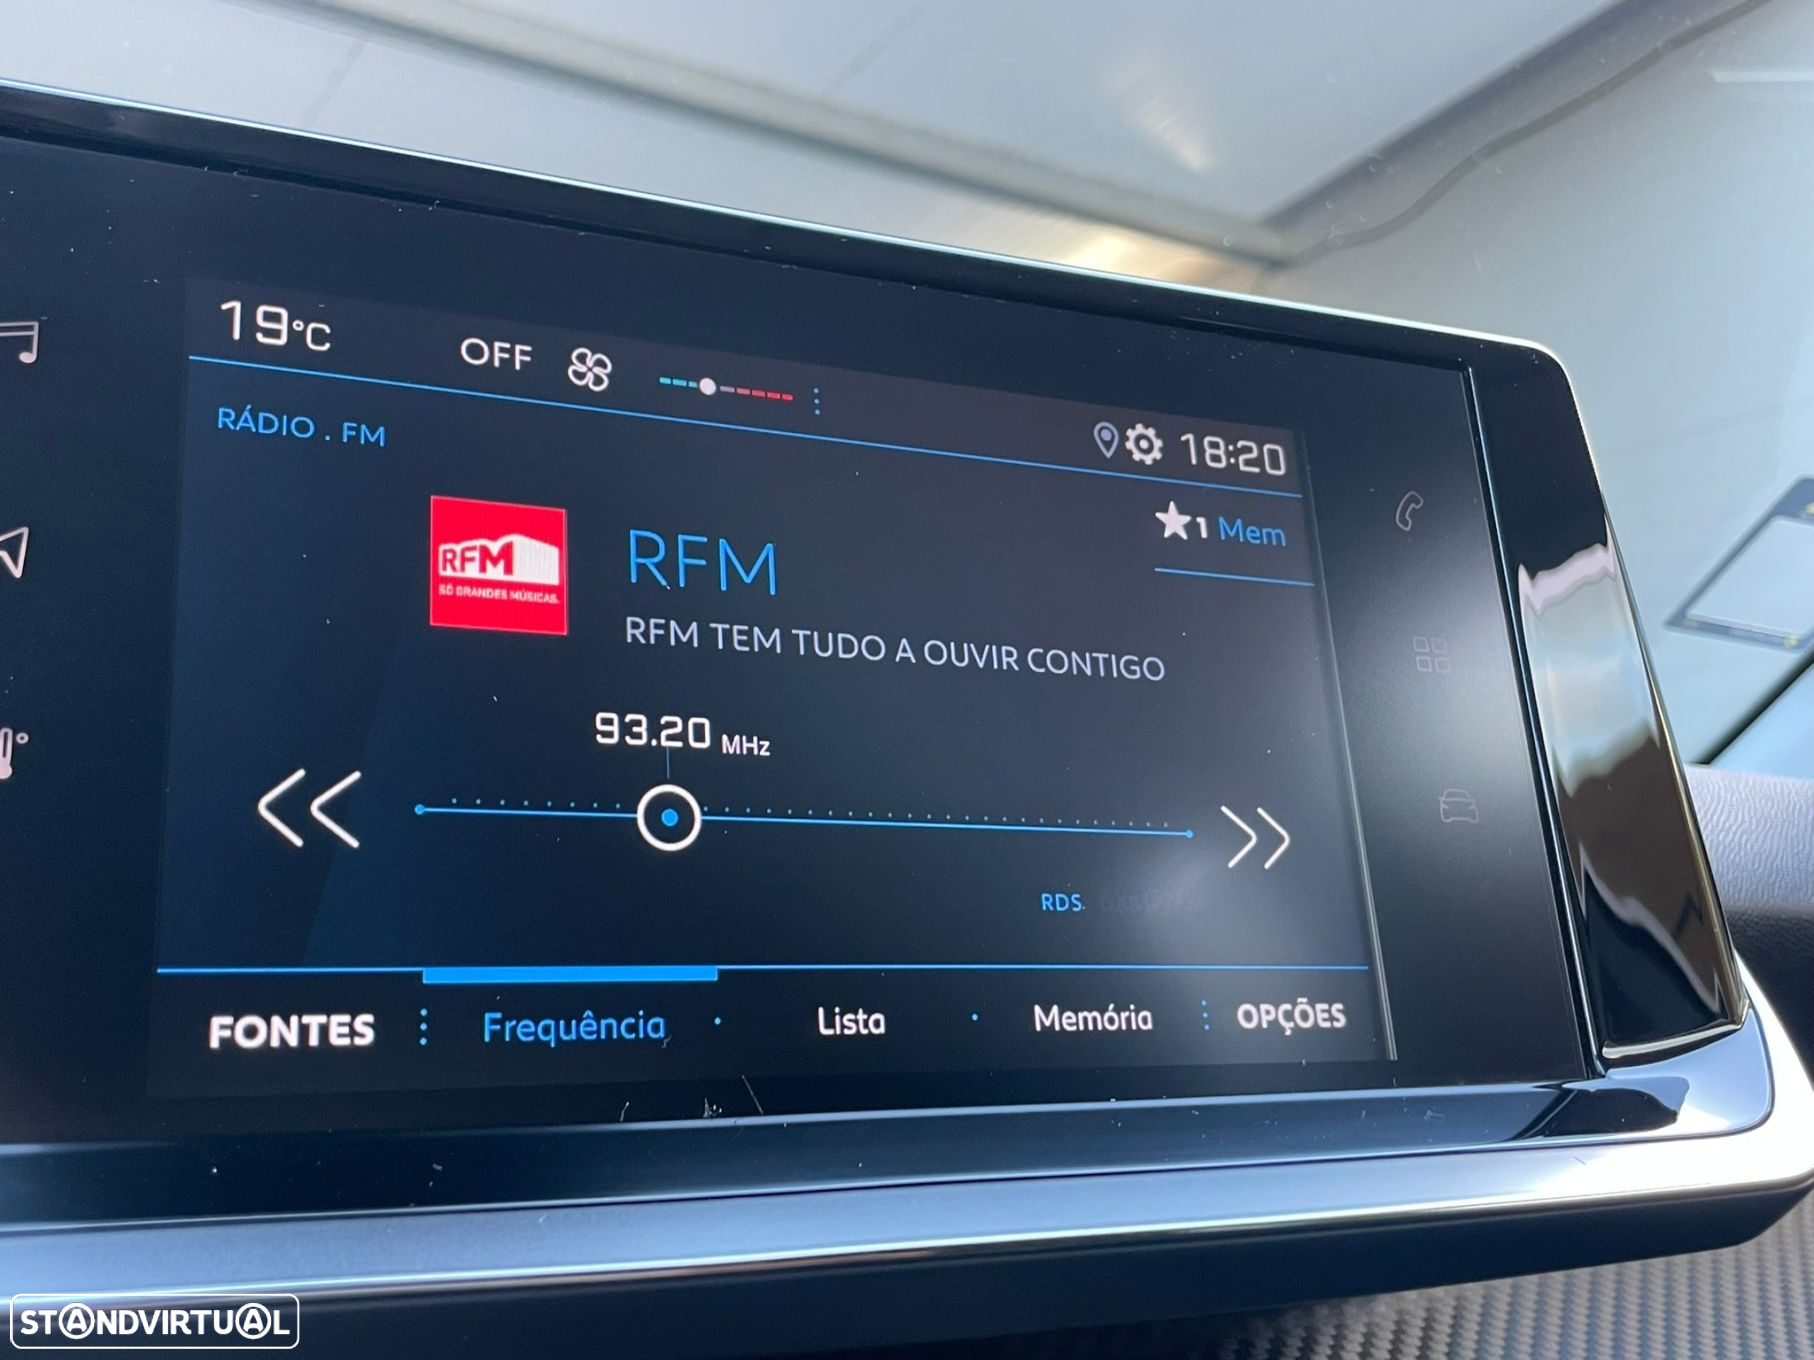 19°C OFF
18:20
RÁDIO . FM
1 Mem
RFM
SÓ GRANDES MÚSICAS.
RFM
RFM TEM TUDO A OUVIR CONTIGO
93.20 MHz
RDS
FONTES Frequência Lista Memória OPÇÕES
STANDVIRTUAL